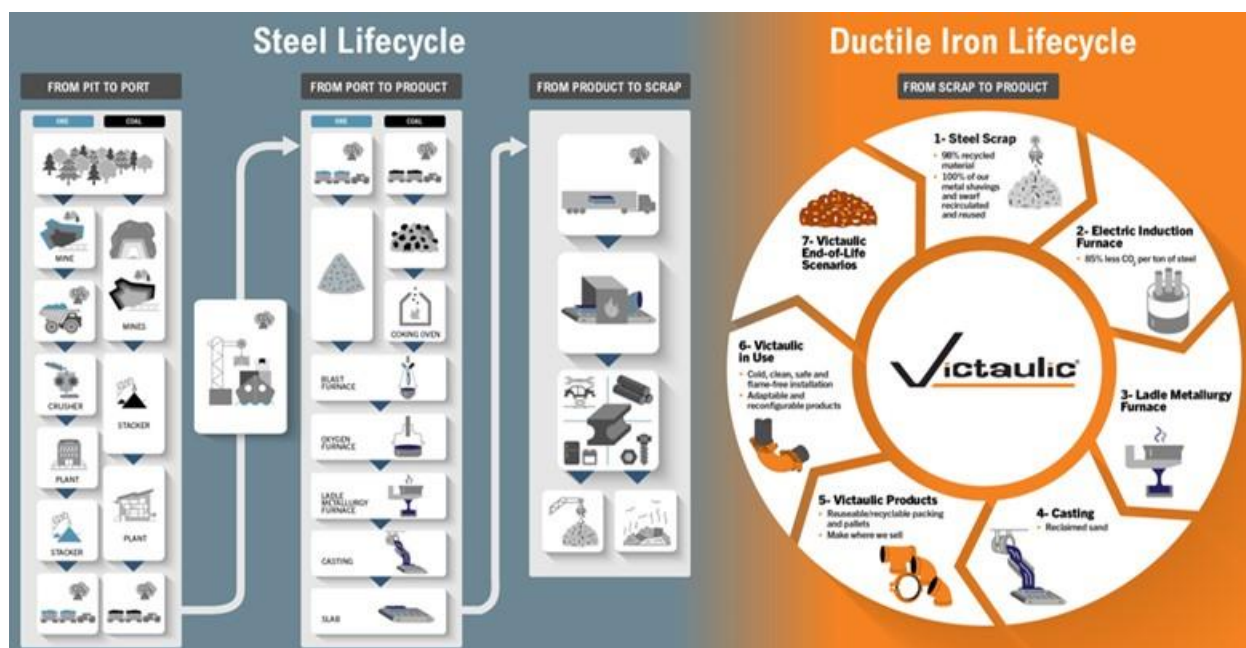 Steel Lifecycle
FROM PIT TO PORT
ORE
COAL
MINE
MINES
CRUSHER
STACKER
PLANT
PLANT
STACKER
FROM PORT TO PRODUCT
ORE
COAL
COKING OVEN
BLAST
FURNACE
OXYGEN
FURNACE
LADLE
METALLURGY
FURNACE
CASTING
SLAB
FROM PRODUCT TO SCRAP
Ductile Iron Lifecycle
FROM SCRAP TO PRODUCT
1- Steel Scrap
• 98% recycled
material
• 100% of our
metal shavings
and swarf
recirculated
and reused
2- Electric Induction
Furnace
• 85% less CO₂ per ton of steel
3- Ladle Metallurgy
Furnace
4- Casting
• Reclaimed sand
5- Victaulic Products
• Reuseable/recyclable packing
and pallets
• Make where we sell
6- Victaulic
in Use
• Cold, clean, safe and
flame-free installation
• Adaptable and
reconfigurable products
7- Victaulic
End-of-Life
Scenarios
Victaulic®